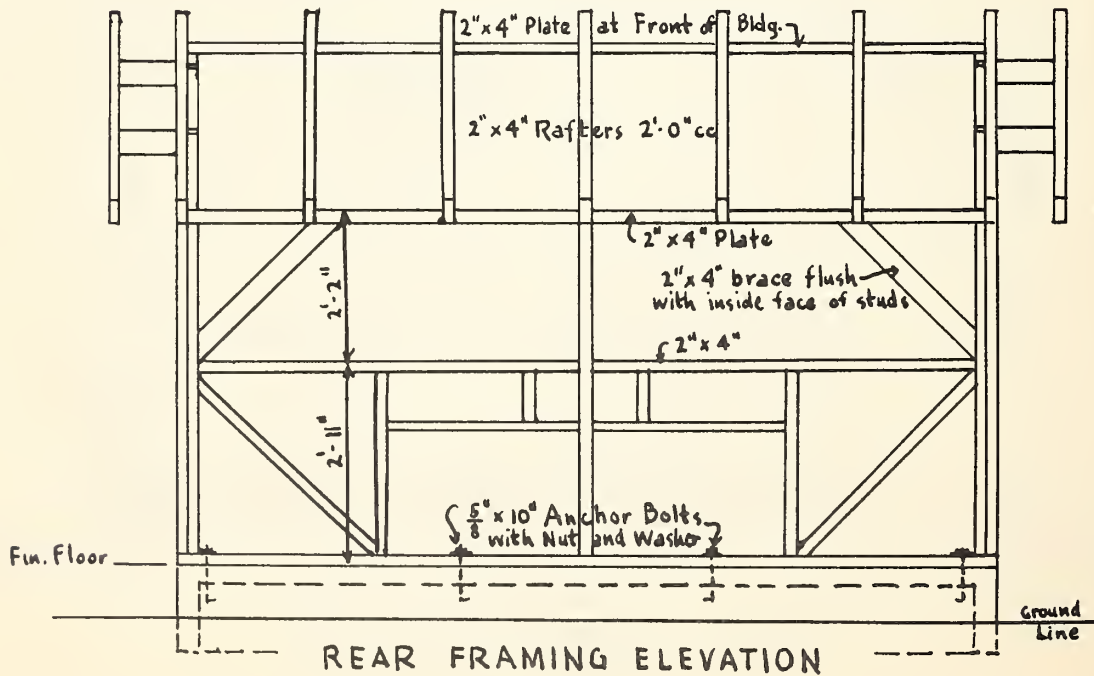 2"x4" Plate at Front of Bldg.
2"x4" Rafters 2'-0"cc
2"x4" Plate
2"x4" brace flush
with inside face of studs
2'-2"
2"x4"
2'-11"
5/8"x10" Anchor Bolts
with Nut and Washer
Fin. Floor
Ground
Line
REAR FRAMING ELEVATION